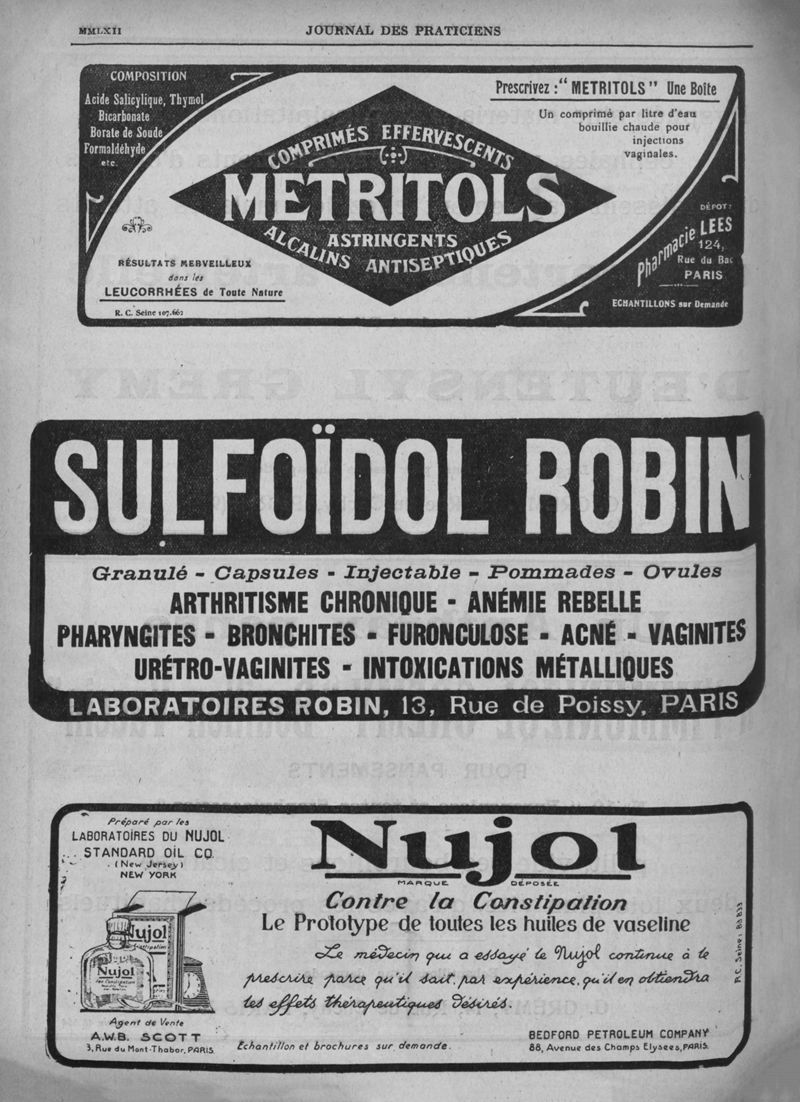 MMLXII
JOURNAL DES PRATICIENS
COMPOSITION
Acide Salicylique, Thymol
Bicarbonate
Borate de Soude
Formaldéhyde
etc.
Prescrivez : "METRITOLS" Une Boîte
Un comprimé par litre d'eau
bouillie chaude pour
injections
vaginales.
COMPRIMÉS EFFERVESCENTS
METRITOLS
ASTRINGENTS
ALCALINS ANTISEPTIQUES
RÉSULTATS MERVEILLEUX
dans les
LEUCORRHÉES de Toute Nature
R. C. Seine 107.662
DÉPOT:
Pharmacie LEES
124,
Rue du Bac
PARIS
ECHANTILLONS sur Demande
SULFOÏDOL ROBIN
Granulé - Capsules - Injectable - Pommades - Ovules
ARTHRITISME CHRONIQUE - ANÉMIE REBELLE
PHARYNGITES - BRONCHITES - FURONCULOSE - ACNÉ - VAGINITES
URÉTRO-VAGINITES - INTOXICATIONS MÉTALLIQUES
LABORATOIRES ROBIN, 13, Rue de Poissy, PARIS
Préparé par les
LABORATOIRES DU NUJOL
STANDARD OIL CO.
(New Jersey)
NEW YORK
Nujol
Nujol
Agent de Vente
A.W.B. SCOTT
3, Rue du Mont-Thabor, PARIS
Nujol
MARQUE DÉPOSÉE
Contre la Constipation
Le Prototype de toutes les huiles de vaseline
Le médecin qui a essayé le Nujol continue à le
prescrire parce qu'il sait, par expérience, qu'il en obtiendra
les effets thérapeutiques désirés.
Echantillon et brochures sur demande.
BEDFORD PETROLEUM COMPANY
88, Avenue des Champs Elysées, PARIS.
R.C. Seine: